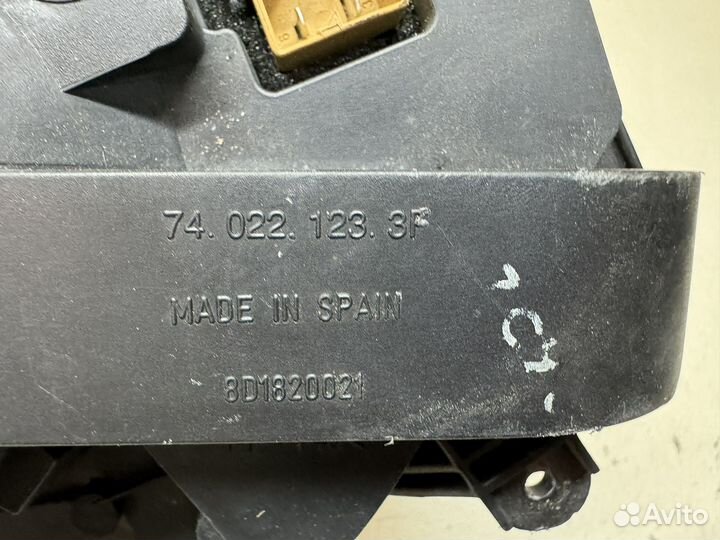 74. 022. 123. 3F
MADE IN SPAIN
8D1820021
Avito